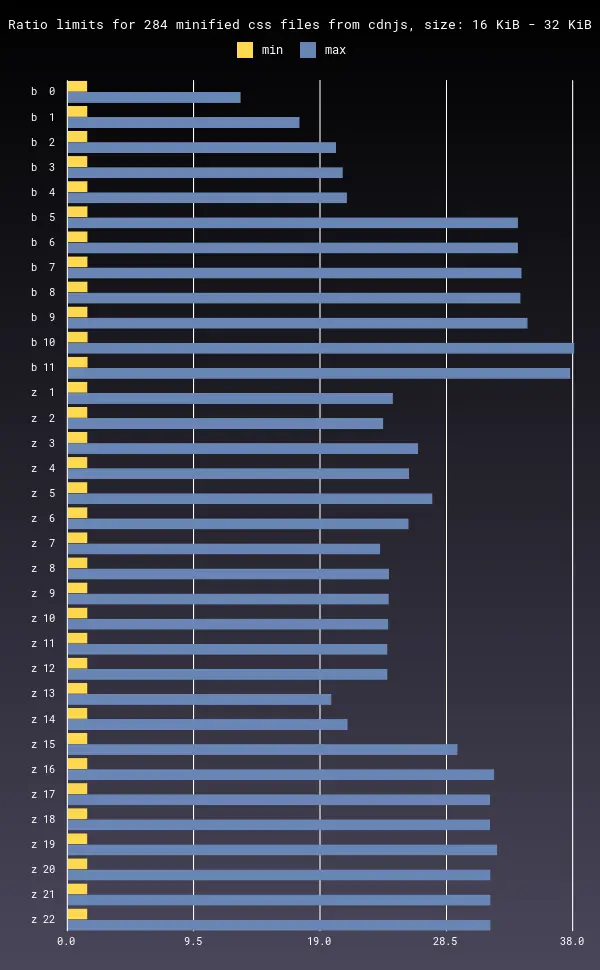 Ratio limits for 284 minified css files from cdnjs, size: 16 KiB - 32 KiB
min max
b 0
b 1
b 2
b 3
b 4
b 5
b 6
b 7
b 8
b 9
b 10
b 11
z 1
z 2
z 3
z 4
z 5
z 6
z 7
z 8
z 9
z 10
z 11
z 12
z 13
z 14
z 15
z 16
z 17
z 18
z 19
z 20
z 21
z 22
0.0 9.5 19.0 28.5 38.0